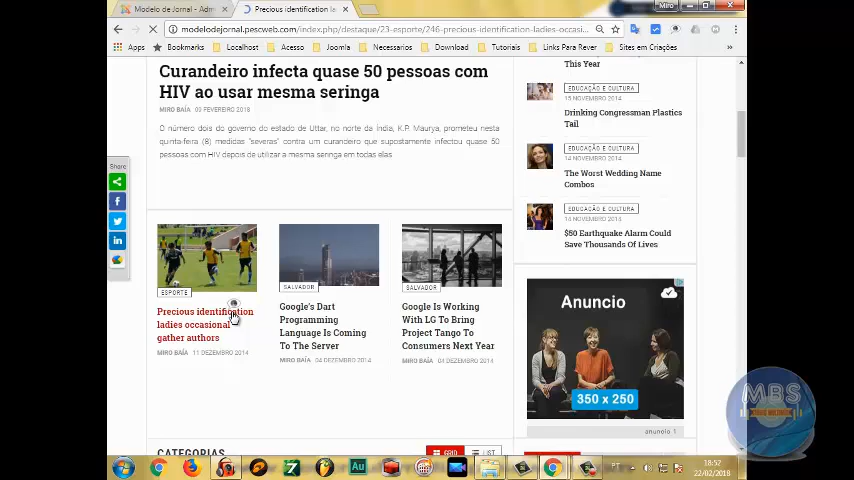 Modelo de Jornal - Adm
Precious identification l
Miro
modelodejornal.pescweb.com/index.php/destaque/23-esporte/246-precious-identification-ladies-occasi...
Bookmarks
Localhost
Acesso
Joomla
Necessarios
Download
Tutoriais
Links Para Rever
Sites em Criações
Curandeiro infecta quase 50 pessoas com
HIV ao usar mesma seringa
MIRO BAÍA 09 FEVEREIRO 2018
O número dois do governo do estado de Uttar, no norte da Índia, K.P. Maurya, prometeu nesta
quinta-feira (8) medidas "severas" contra um curandeiro que supostamente infectou quase 50
pessoas com HIV depois de utilizar a mesma seringa em todas elas
This Year
EDUCAÇÃO E CULTURA
15 NOVEMBRO 2014
Drinking Congressman Plastics
Tail
EDUCAÇÃO E CULTURA
14 NOVEMBRO 2014
The Worst Wedding Name
Combos
EDUCAÇÃO E CULTURA
14 NOVEMBRO 2014
$50 Earthquake Alarm Could
Save Thousands Of Lives
Share
ESPORTE
Precious identification
ladies occasional
gather authors
MIRO BAÍA 11 DEZEMBRO 2014
SALVADOR
Google's Dart
Programming
Language Is Coming
To The Server
MIRO BAÍA 04 DEZEMBRO 2014
SALVADOR
Google Is Working
With LG To Bring
Project Tango To
Consumers Next Year
MIRO BAÍA 04 DEZEMBRO 2014
Anuncio
350 x 250
anuncio 1
CATEGORIAS
GRID
LIST
MBS
Au
PT
18:52
22/02/2018